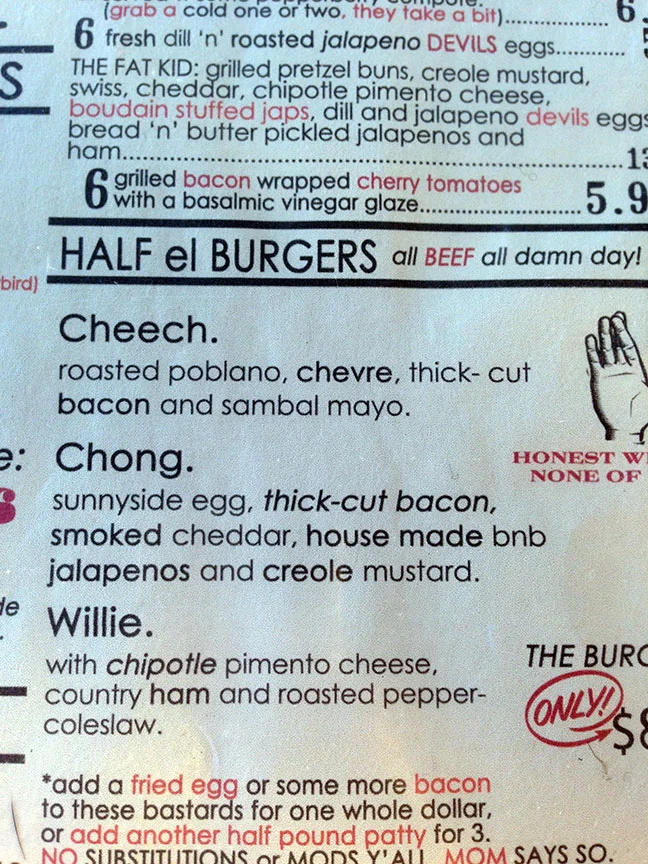 (grab a cold one or two, they take a bit)............... 6.
6 fresh dill 'n' roasted jalapeno DEVILS eggs...........
THE FAT KID: grilled pretzel buns, creole mustard,
swiss, cheddar, chipotle pimento cheese,
boudain stuffed japs, dill and jalapeno devils eggs
bread 'n' butter pickled jalapenos and
ham.................................................................13
6 grilled bacon wrapped cherry tomatoes
with a basalmic vinegar glaze......................5.9
HALF el BURGERS all BEEF all damn day!
bird)
Cheech.
roasted poblano, chevre, thick- cut
bacon and sambal mayo.
e: Chong.
HONEST
NONE OF
sunnyside egg, thick-cut bacon,
smoked cheddar, house made bnb
jalapenos and creole mustard.
Willie.
with chipotle pimento cheese,
country ham and roasted pepper-
coleslaw.
THE BURG
ONLY!
$8
*add a fried egg or some more bacon
to these bastards for one whole dollar,
or add another half pound patty for 3.
NO SUBSTITUTIONS or MODS Y'ALL MOM SAYS SO.